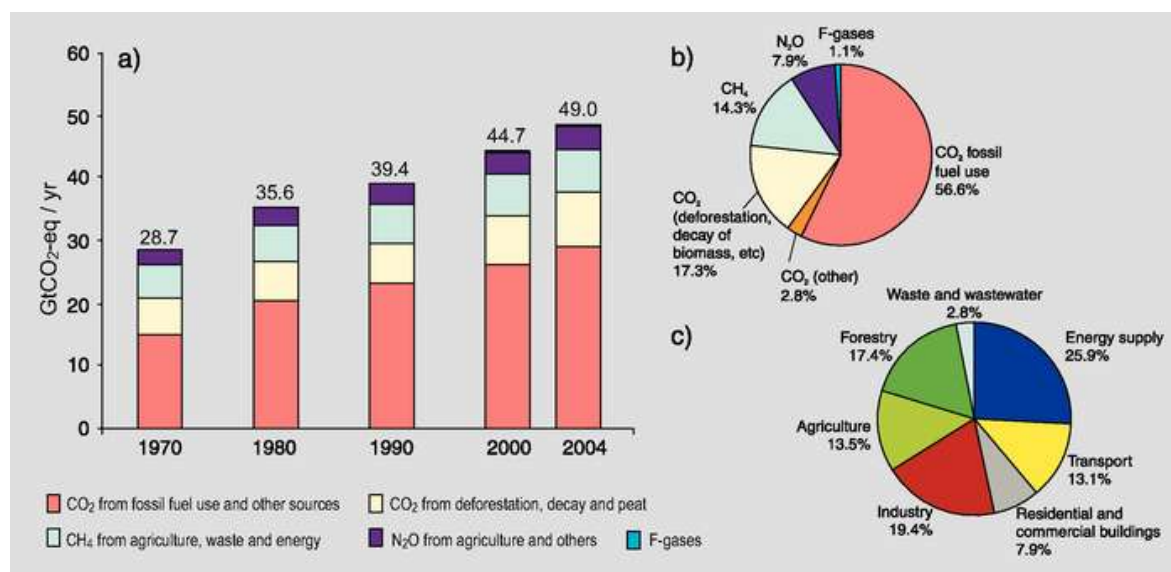 a)
60
50
40
30
20
10
0
GtCO₂-eq / yr
28.7
35.6
39.4
44.7
49.0
1970
1980
1990
2000
2004
CO₂ from fossil fuel use and other sources
CO₂ from deforestation, decay and peat
CH₄ from agriculture, waste and energy
N₂O from agriculture and others
F-gases
b)
F-gases
1.1%
N₂O
7.9%
CH₄
14.3%
CO₂ fossil
fuel use
56.6%
CO₂
(deforestation,
decay of
biomass, etc)
17.3%
CO₂ (other)
2.8%
c)
Waste and wastewater
2.8%
Forestry
17.4%
Energy supply
25.9%
Agriculture
13.5%
Transport
13.1%
Industry
19.4%
Residential and
commercial buildings
7.9%